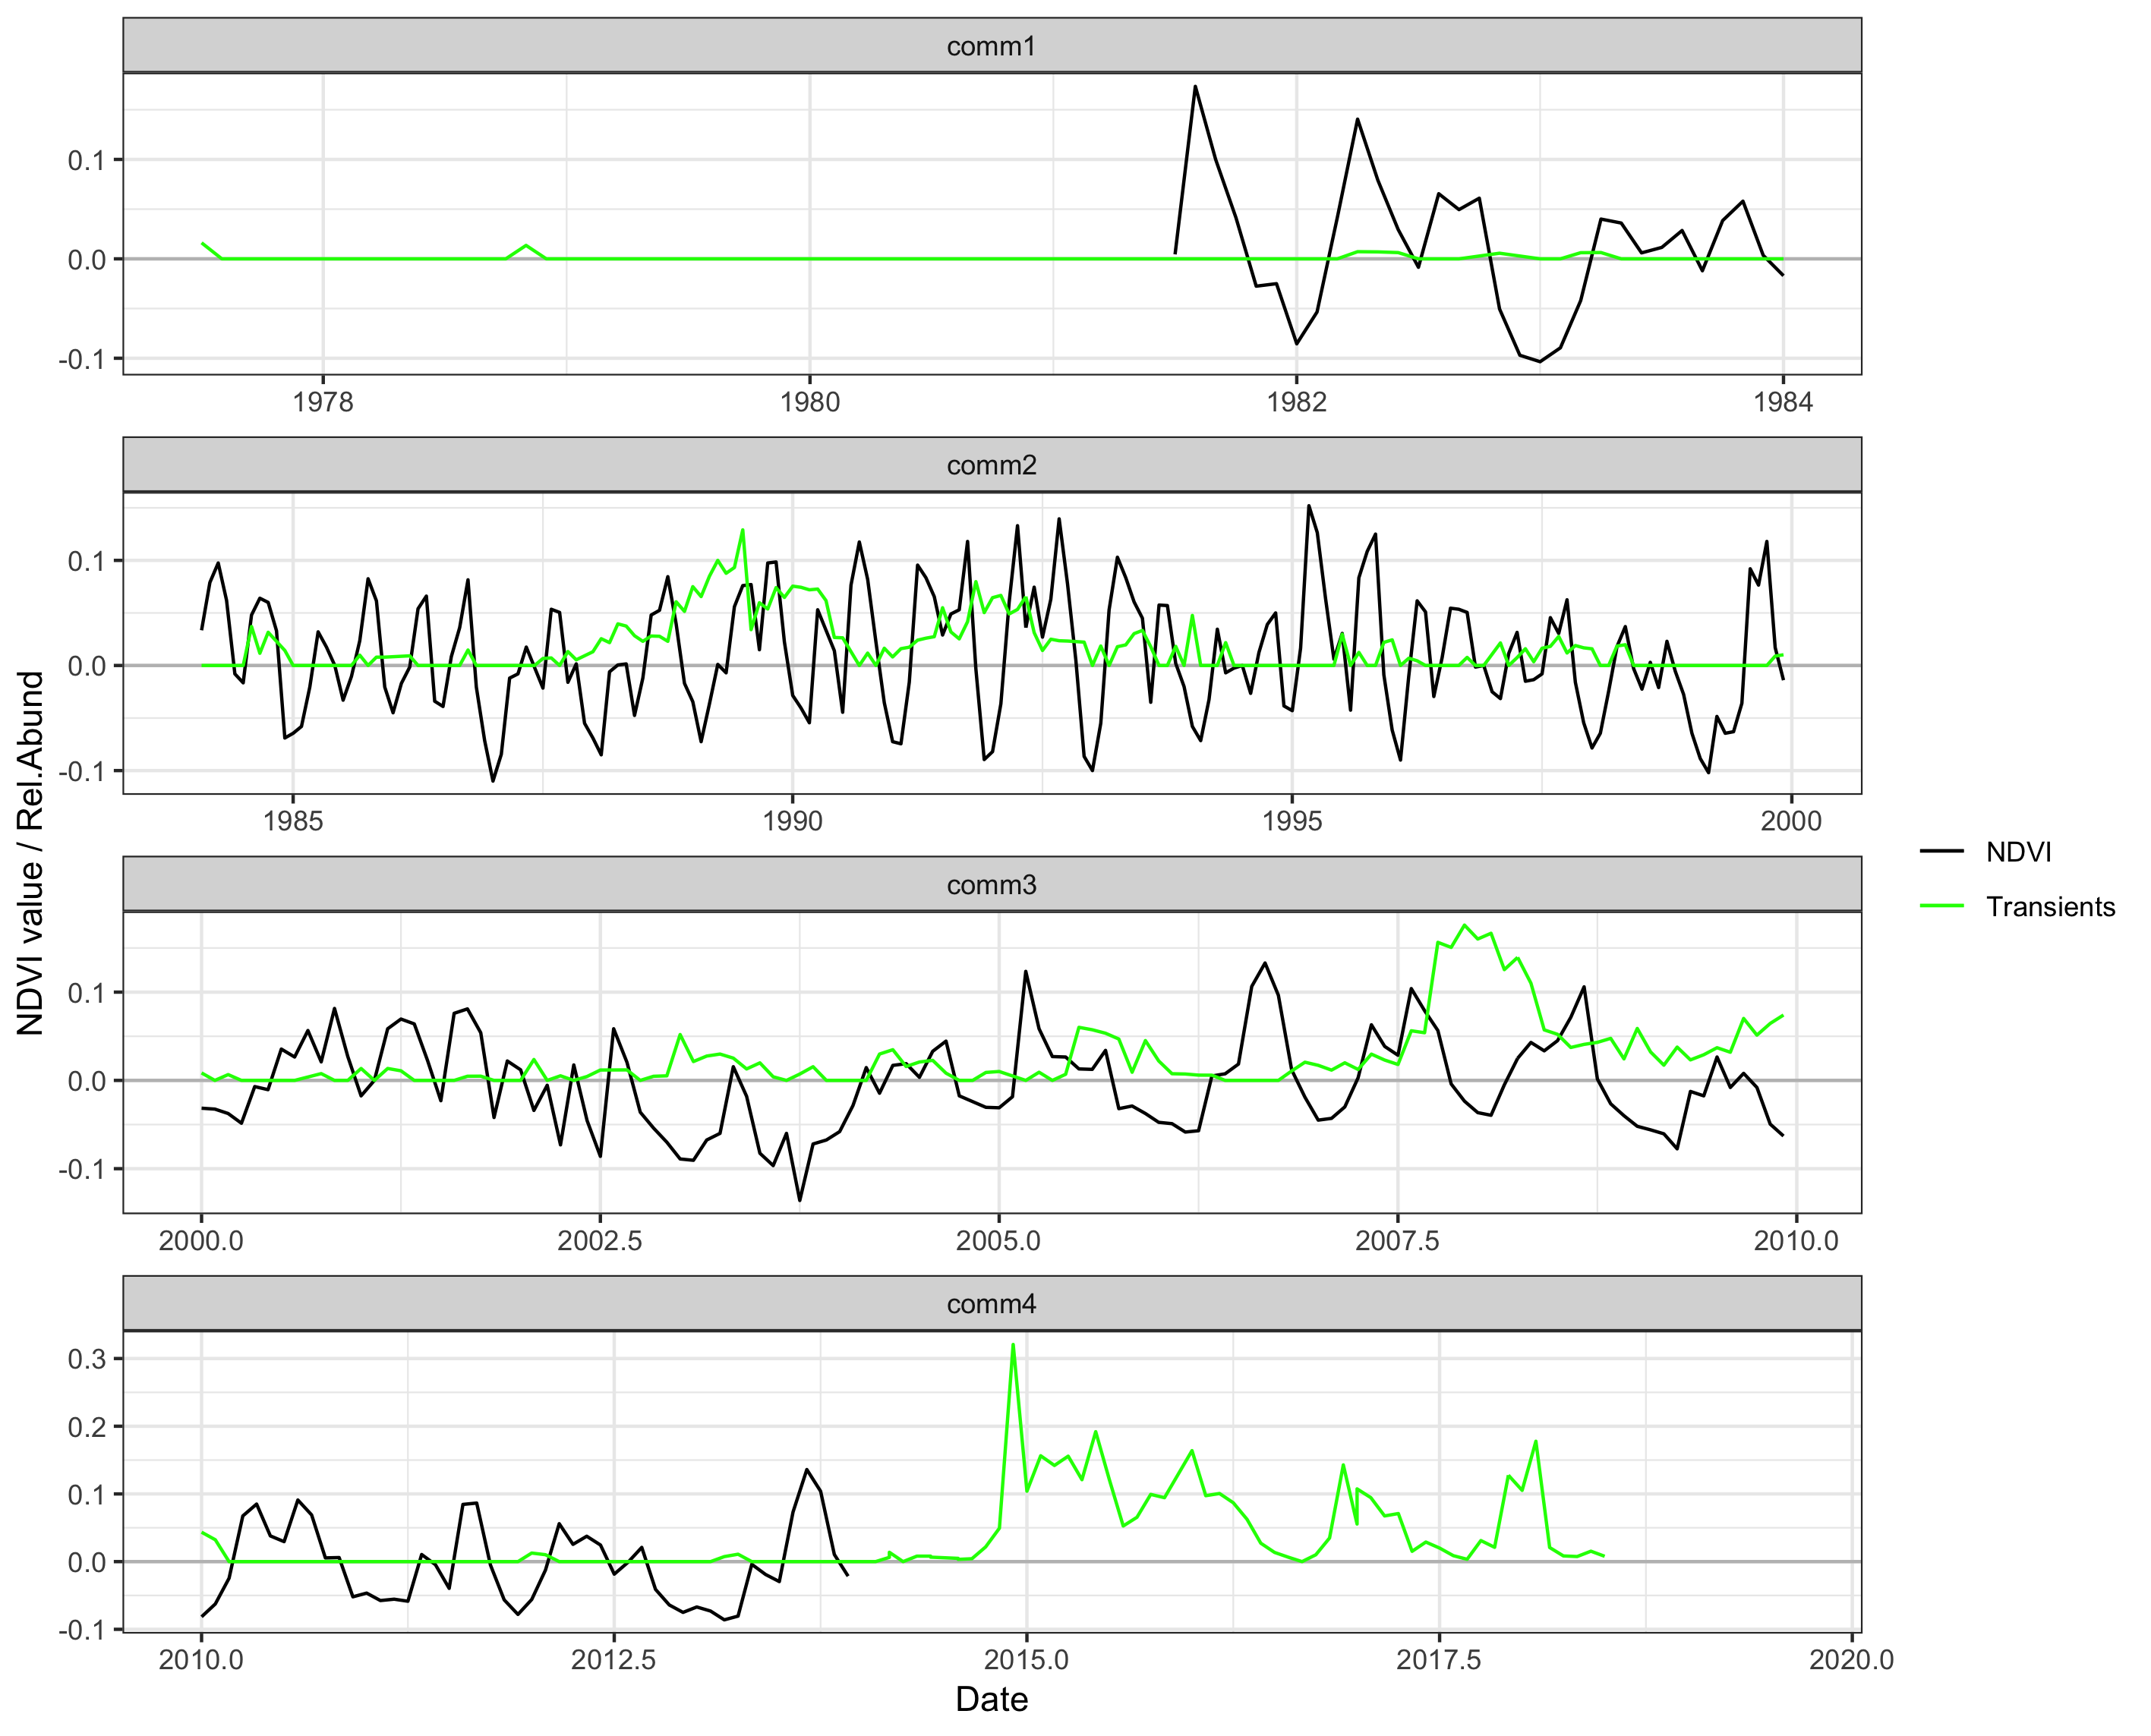 comm1
0.1
0.0
-0.1
1978 1980 1982 1984
comm2
0.1
0.0
-0.1
1985 1990 1995 2000
comm3
0.1
0.0
-0.1
2000.0 2002.5 2005.0 2007.5 2010.0
comm4
0.3
0.2
0.1
0.0
-0.1
2010.0 2012.5 2015.0 2017.5 2020.0
Date
NDVI value / Rel.Abund
NDVI
Transients